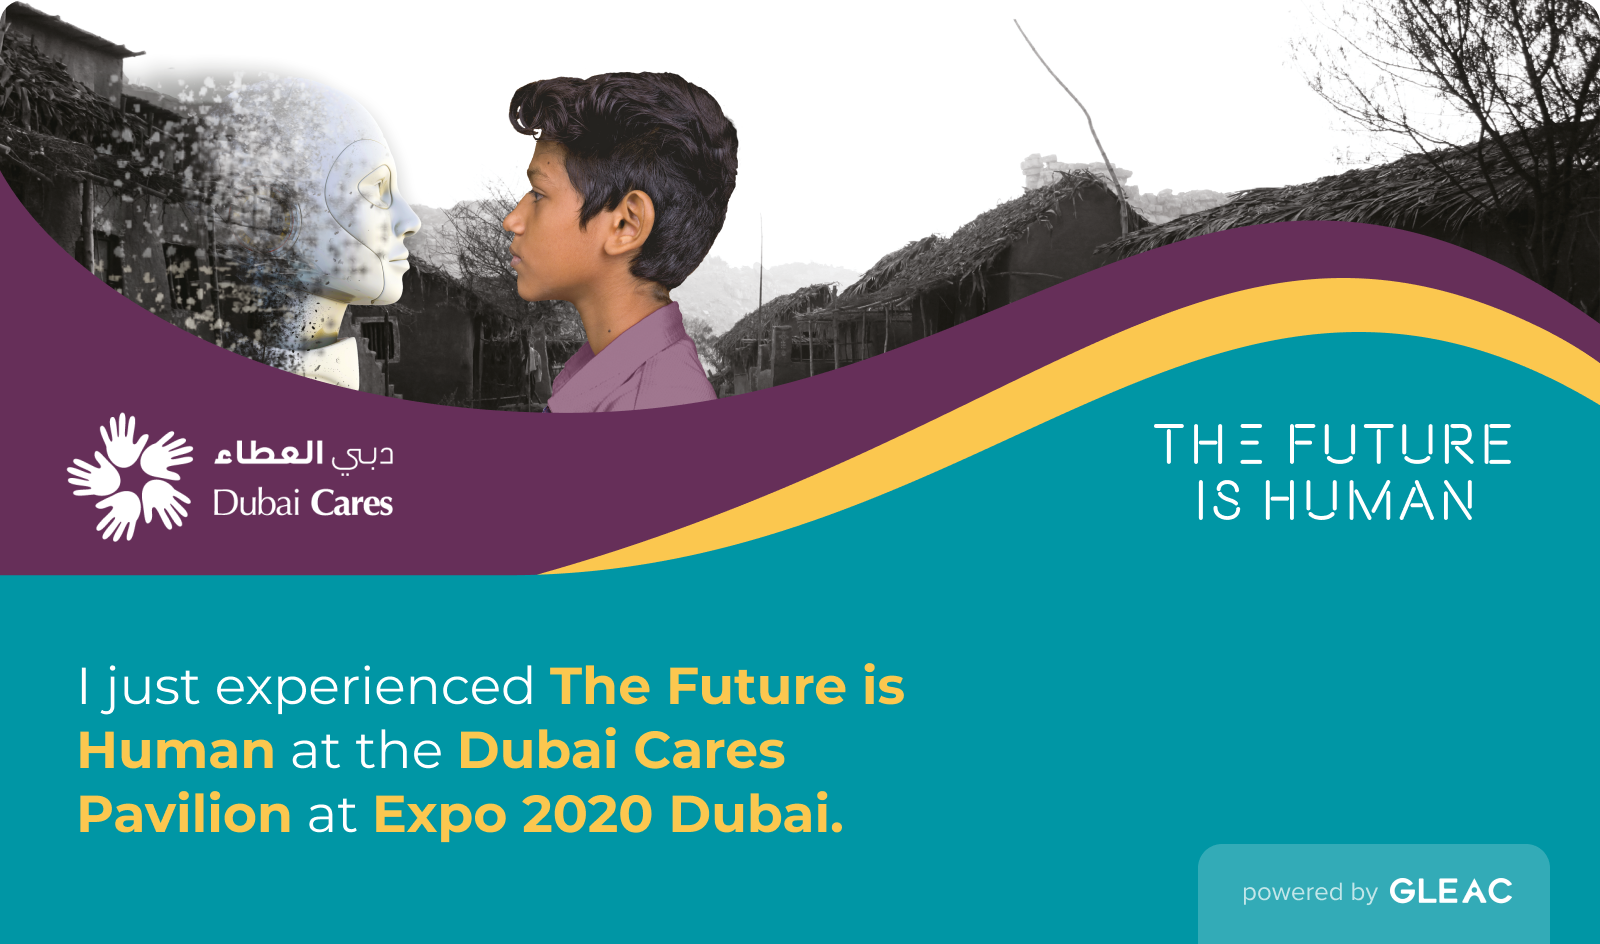 دبي العطاء
Dubai Cares
THE FUTURE
IS HUMAN
I just experienced The Future is
Human at the Dubai Cares
Pavilion at Expo 2020 Dubai.
powered by GLEAC